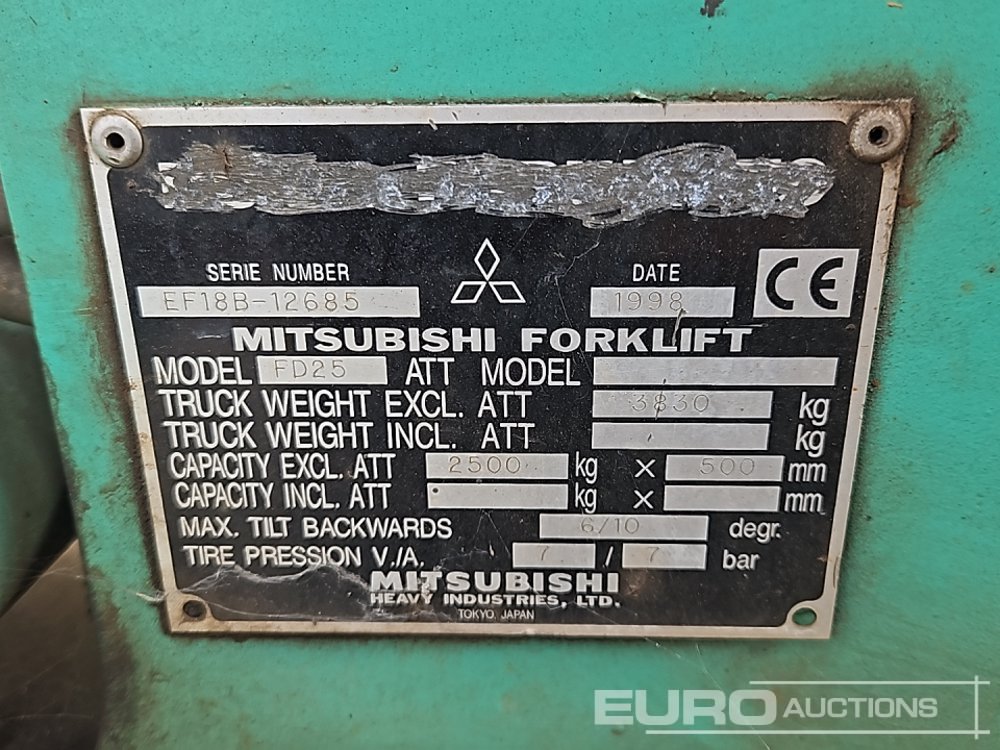 SERIE NUMBER DATE CE
EF18B-12685 1998
MITSUBISHI FORKLIFT
MODEL FD25 ATT MODEL
TRUCK WEIGHT EXCL. ATT 3830 kg
TRUCK WEIGHT INCL. ATT kg
CAPACITY EXCL. ATT 2500 kg X 500 mm
CAPACITY INCL. ATT kg X mm
MAX. TILT BACKWARDS 6/10 degr.
TIRE PRESSION V./A. 7 / 7 bar
MITSUBISHI
HEAVY INDUSTRIES, LTD.
TOKYO, JAPAN
EURO AUCTIONS